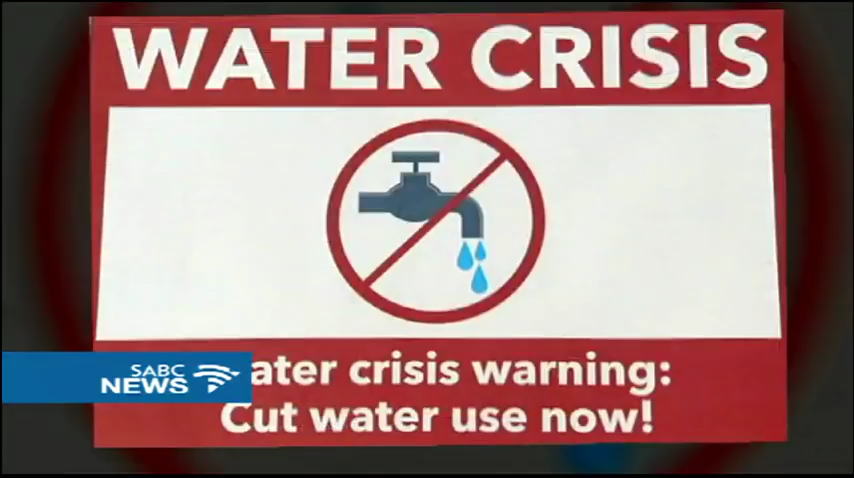 WATER CRISIS
ater crisis warning:
Cut water use now!
SABC
NEWS